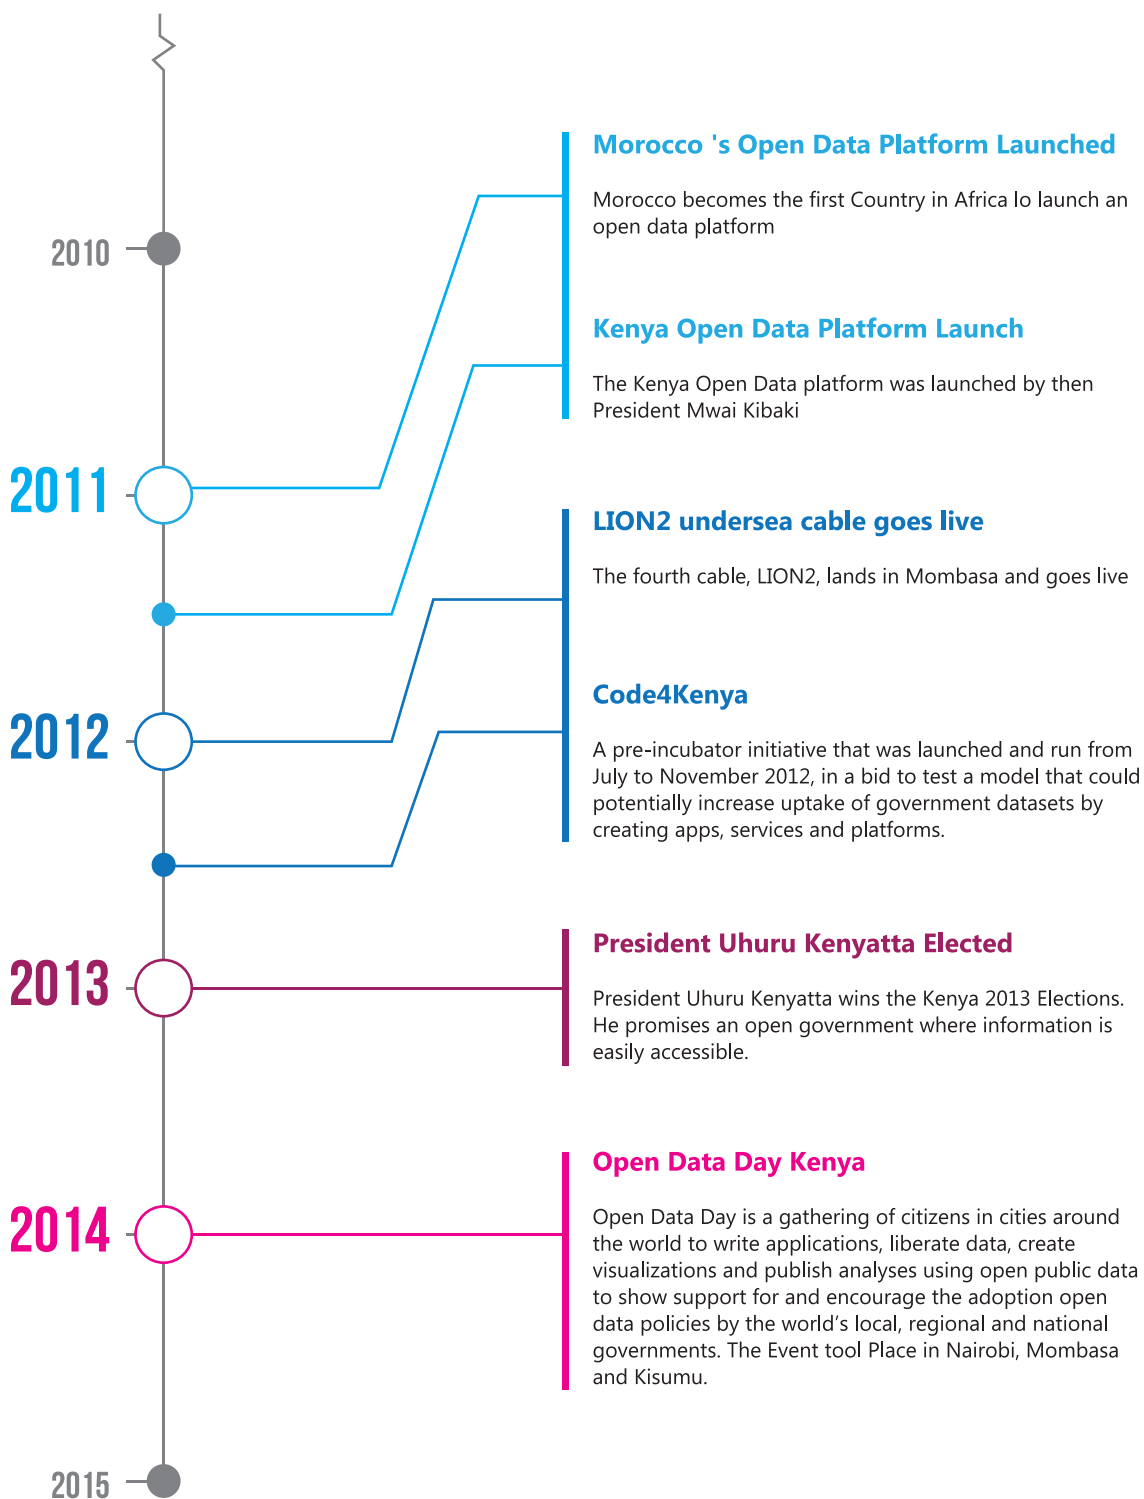 Morocco 's Open Data Platform Launched
Morocco becomes the first Country in Africa lo launch an
open data platform
2010
Kenya Open Data Platform Launch
The Kenya Open Data platform was launched by then
President Mwai Kibaki
2011
LION2 undersea cable goes live
The fourth cable, LION2, lands in Mombasa and goes live
2012
Code4Kenya
A pre-incubator initiative that was launched and run from
July to November 2012, in a bid to test a model that could
potentially increase uptake of government datasets by
creating apps, services and platforms.
2013
President Uhuru Kenyatta Elected
President Uhuru Kenyatta wins the Kenya 2013 Elections.
He promises an open government where information is
easily accessible.
2014
Open Data Day Kenya
Open Data Day is a gathering of citizens in cities around
the world to write applications, liberate data, create
visualizations and publish analyses using open public data
to show support for and encourage the adoption open
data policies by the world’s local, regional and national
governments. The Event tool Place in Nairobi, Mombasa
and Kisumu.
2015